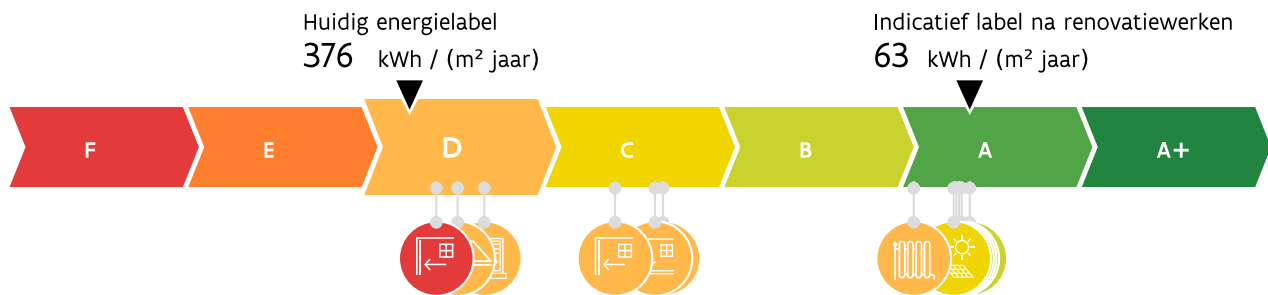 Huidig energielabel
376 kWh / (m² jaar)
Indicatief label na renovatiewerken
63 kWh / (m² jaar)
F
E
D
C
B
A
A+